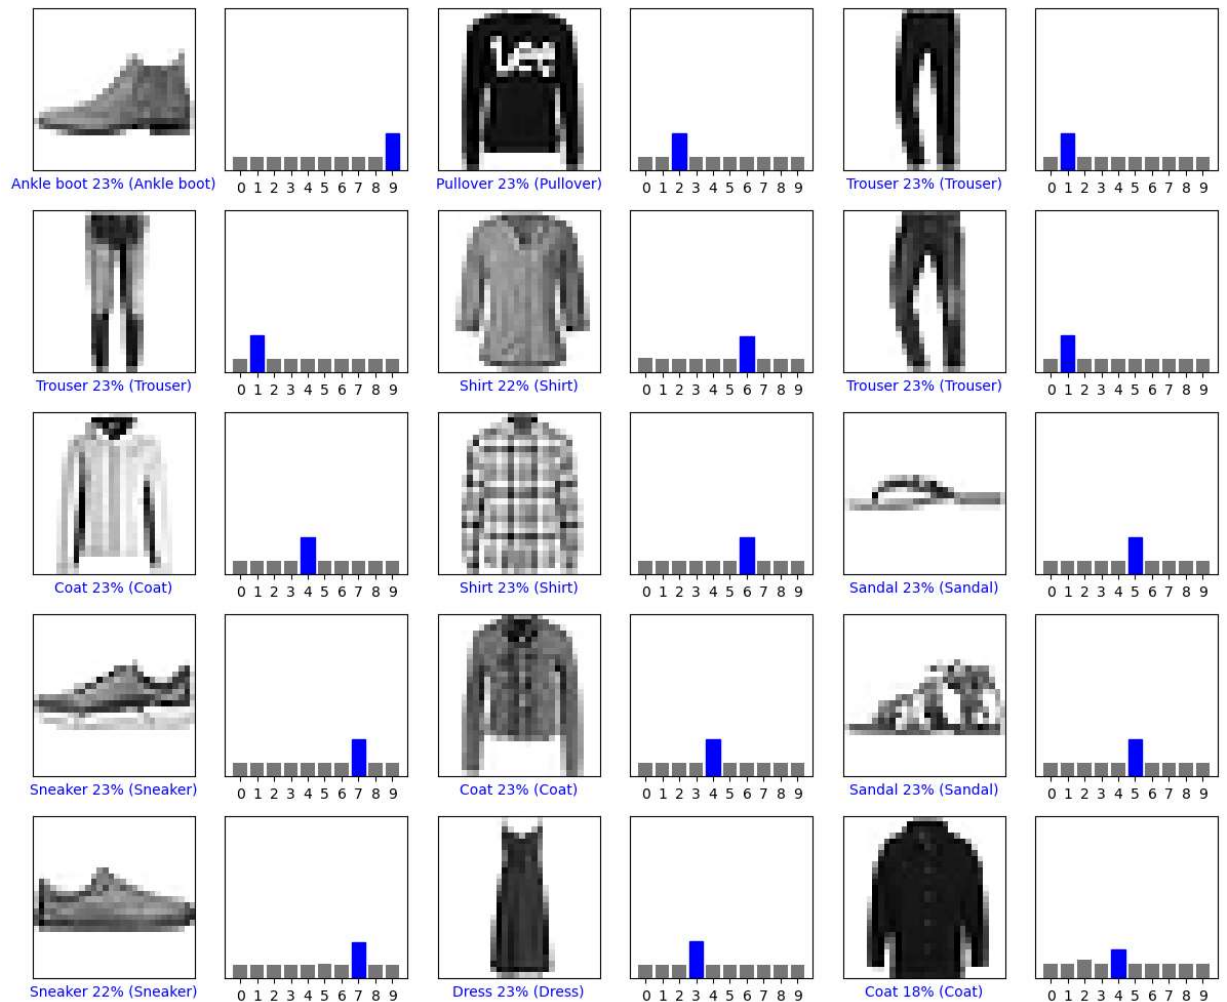 Lee
0 1 2 3 4 5 6 7 8 9
0 1 2 3 4 5 6 7 8 9
0 1 2 3 4 5 6 7 8 9
Ankle boot 23% (Ankle boot)
Pullover 23% (Pullover)
Trouser 23% (Trouser)
0 1 2 3 4 5 6 7 8 9
0 1 2 3 4 5 6 7 8 9
0 1 2 3 4 5 6 7 8 9
Trouser 23% (Trouser)
Shirt 22% (Shirt)
Trouser 23% (Trouser)
0 1 2 3 4 5 6 7 8 9
0 1 2 3 4 5 6 7 8 9
0 1 2 3 4 5 6 7 8 9
Coat 23% (Coat)
Shirt 23% (Shirt)
Sandal 23% (Sandal)
0 1 2 3 4 5 6 7 8 9
0 1 2 3 4 5 6 7 8 9
0 1 2 3 4 5 6 7 8 9
Sneaker 23% (Sneaker)
Coat 23% (Coat)
Sandal 23% (Sandal)
0 1 2 3 4 5 6 7 8 9
0 1 2 3 4 5 6 7 8 9
0 1 2 3 4 5 6 7 8 9
Sneaker 22% (Sneaker)
Dress 23% (Dress)
Coat 18% (Coat)